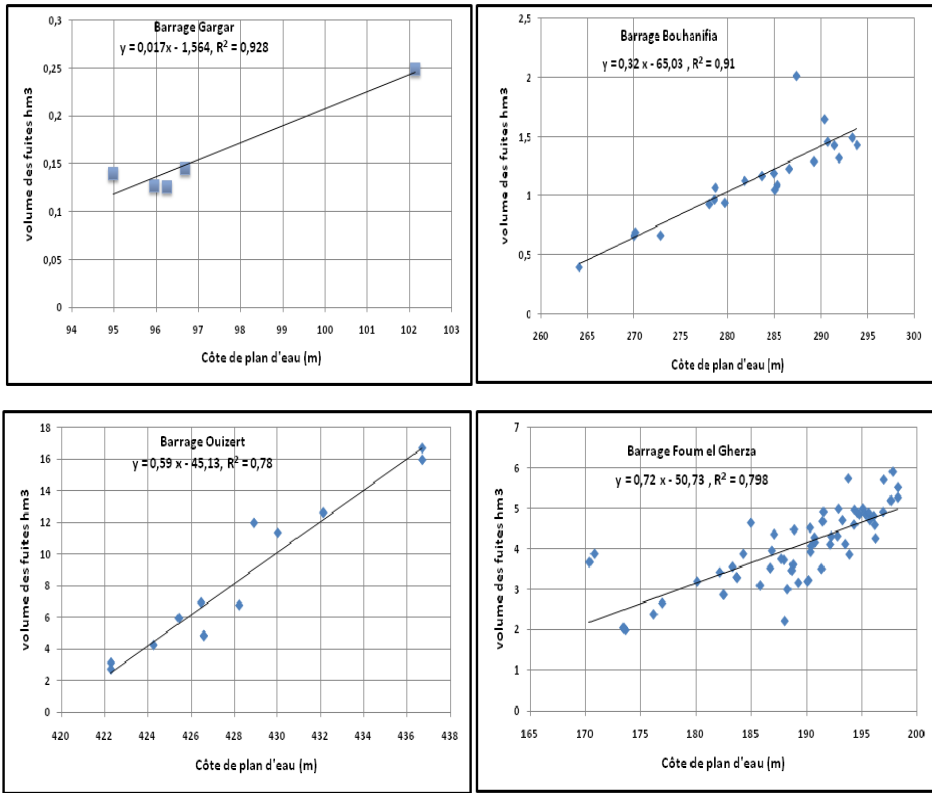 Barrage Gargar
y = 0,017x - 1,564, R² = 0,928
volume des fuites hm3
0,3
0,25
0,2
0,15
0,1
0,05
0
94 95 96 97 98 99 100 101 102 103
Côte de plan d'eau (m)
Barrage Bouhanifia
y = 0,32 x - 65,03 , R² = 0,91
volume des fuites hm3
2,5
2
1,5
1
0,5
0
260 265 270 275 280 285 290 295 300
Côte de plan d'eau (m)
Barrage Ouizert
y = 0,59 x - 45,13, R² = 0,78
volume des fuites hm3
18
16
14
12
10
8
6
4
2
0
420 422 424 426 428 430 432 434 436 438
Côte de plan d'eau (m)
Barrage Foum el Gherza
y = 0,72 x - 50,73 , R² = 0,798
volume des fuites hm3
7
6
5
4
3
2
1
0
165 170 175 180 185 190 195 200
Côte de plan d'eau (m)